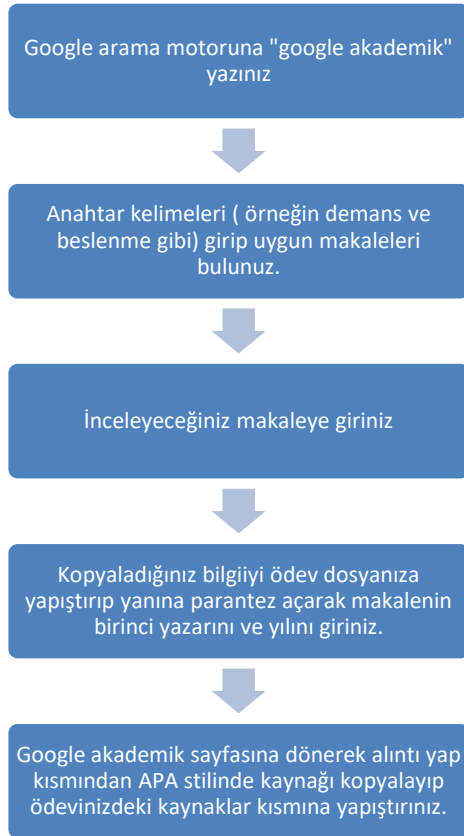 Google arama motoruna "google akademik"
yazınız
Anahtar kelimeleri ( örneğin demans ve
beslenme gibi) girip uygun makaleleri
bulunuz.
İnceleyeceğiniz makaleye giriniz
Kopyaladığınız bilgiiyi ödev dosyanıza
yapıştırıp yanına parantez açarak makalenin
birinci yazarını ve yılını giriniz.
Google akademik sayfasına dönerek alıntı yap
kısmından APA stilinde kaynağı kopyalayıp
ödevinizdeki kaynaklar kısmına yapıştırınız.